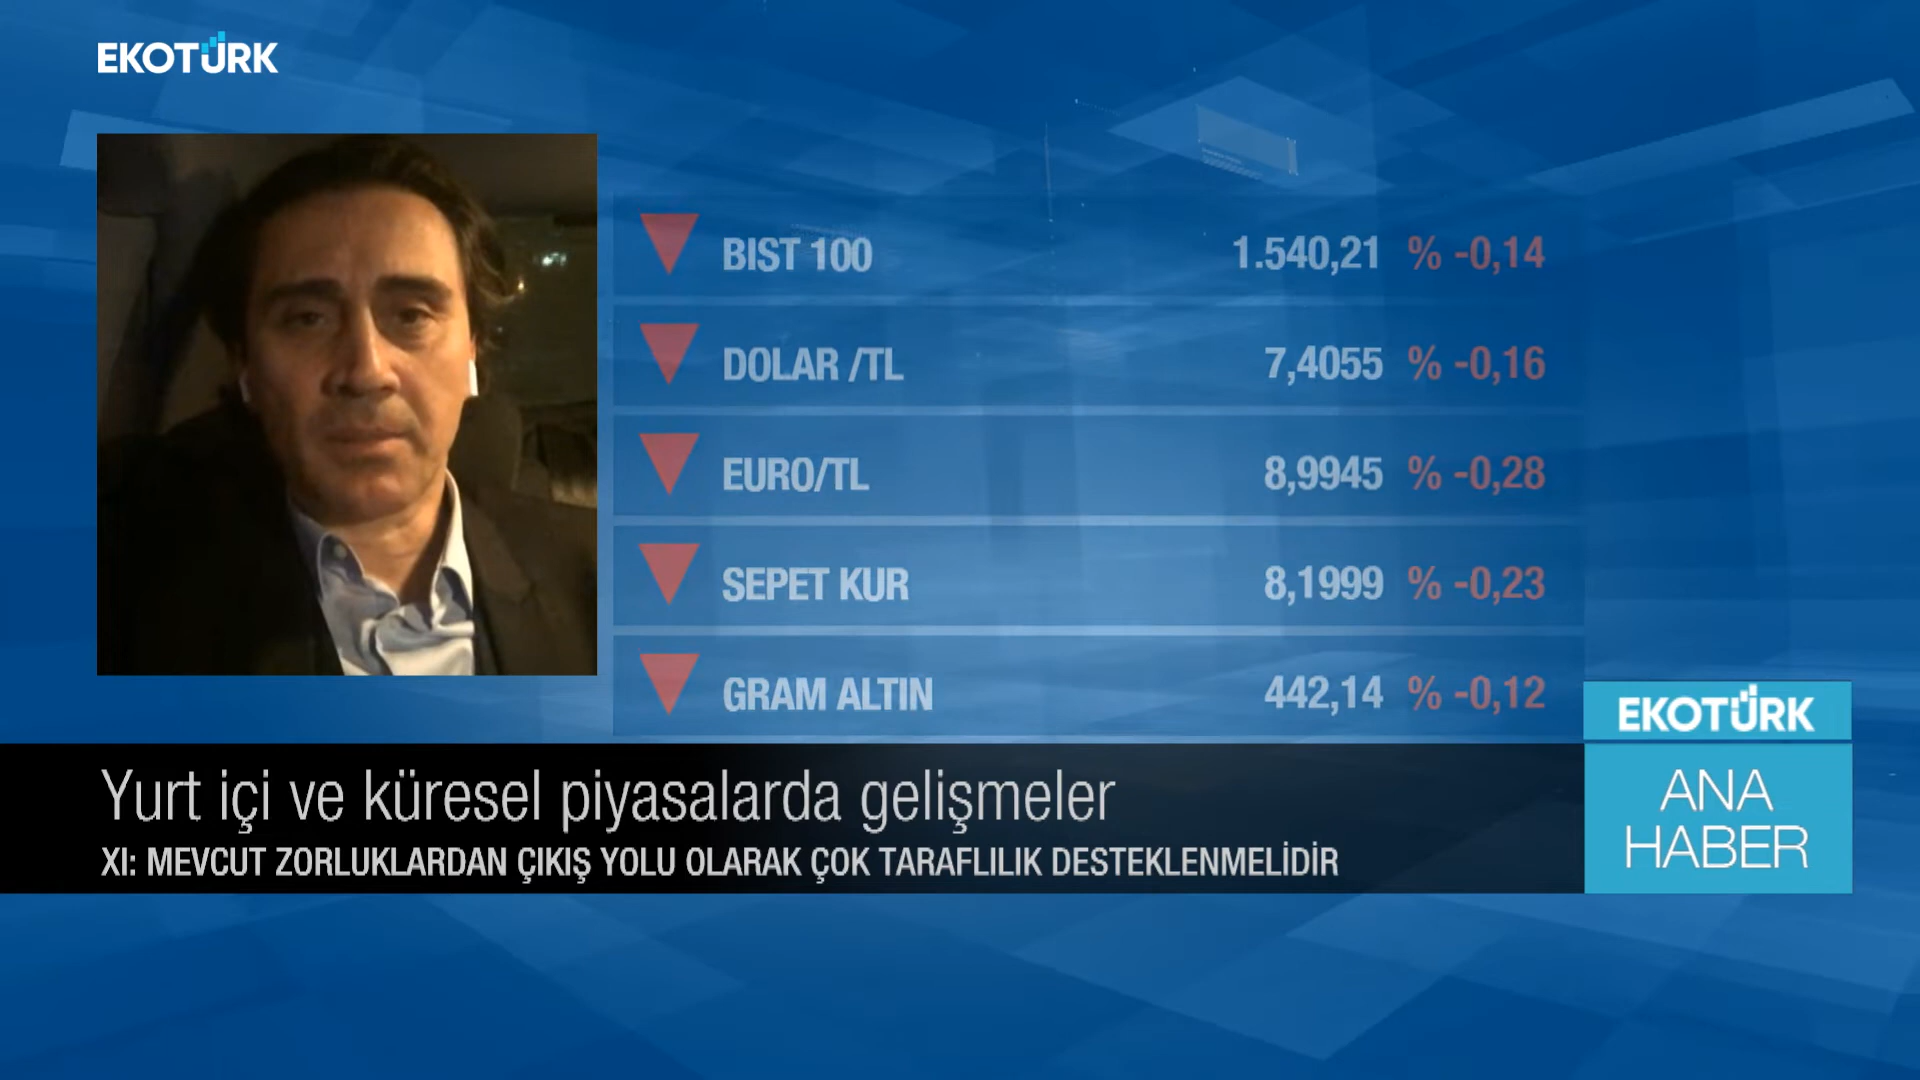 EKOTÜRK
BIST 100 1.540,21 % -0,14
DOLAR /TL 7,4055 % -0,16
EURO/TL 8,9945 % -0,28
SEPET KUR 8,1999 % -0,23
GRAM ALTIN 442,14 % -0,12
Yurt içi ve küresel piyasalarda gelişmeler
XI: MEVCUT ZORLUKLARDAN ÇIKIŞ YOLU OLARAK ÇOK TARAFLILIK DESTEKLENMELİDİR
EKOTÜRK
ANA
HABER